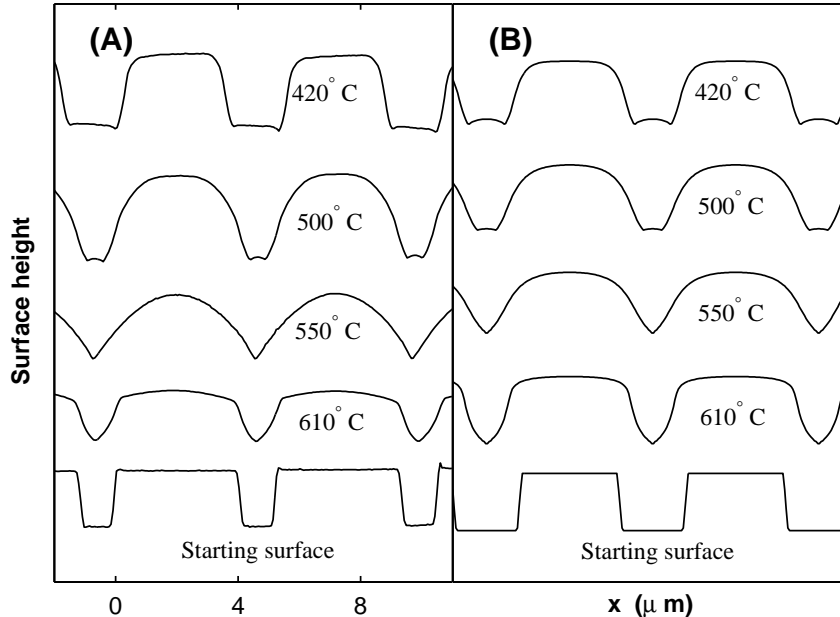 (A)
(B)
420° C
420° C
500° C
500° C
550° C
550° C
610° C
610° C
Starting surface
Starting surface
Surface height
0
4
8
x (μ m)